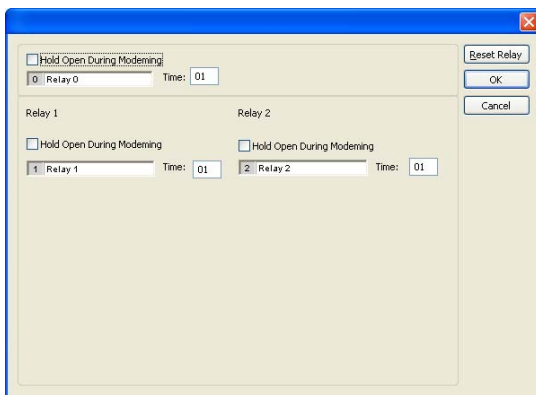 Hold Open During Modeming
0 Relay 0 Time: 01
Relay 1 Relay 2
Hold Open During Modeming Hold Open During Modeming
1 Relay 1 Time: 01 2 Relay 2 Time: 01
Reset Relay
OK
Cancel